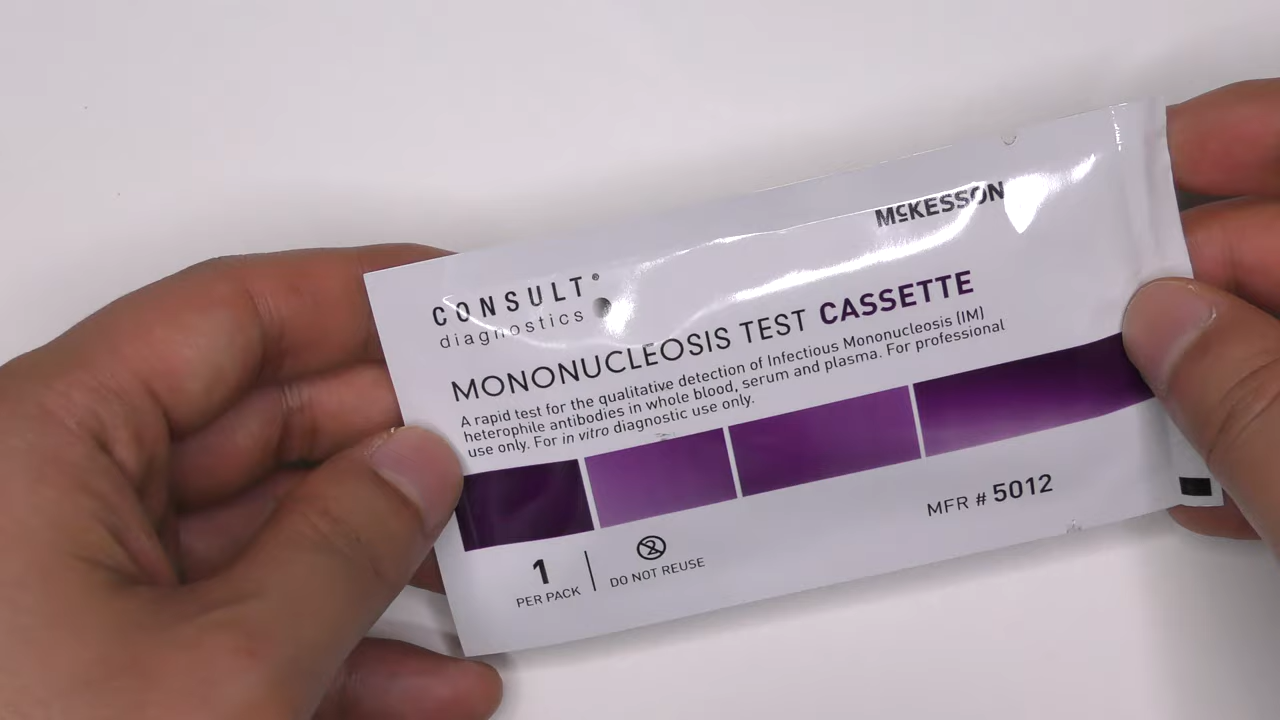 McKESSON
CONSULT
diagnostics
MONONUCLEOSIS TEST CASSETTE
A rapid test for the qualitative detection of Infectious Mononucleosis (IM)
heterophile antibodies in whole blood, serum and plasma. For professional
use only. For in vitro diagnostic use only.
MFR # 5012
1
PER PACK
2
DO NOT REUSE